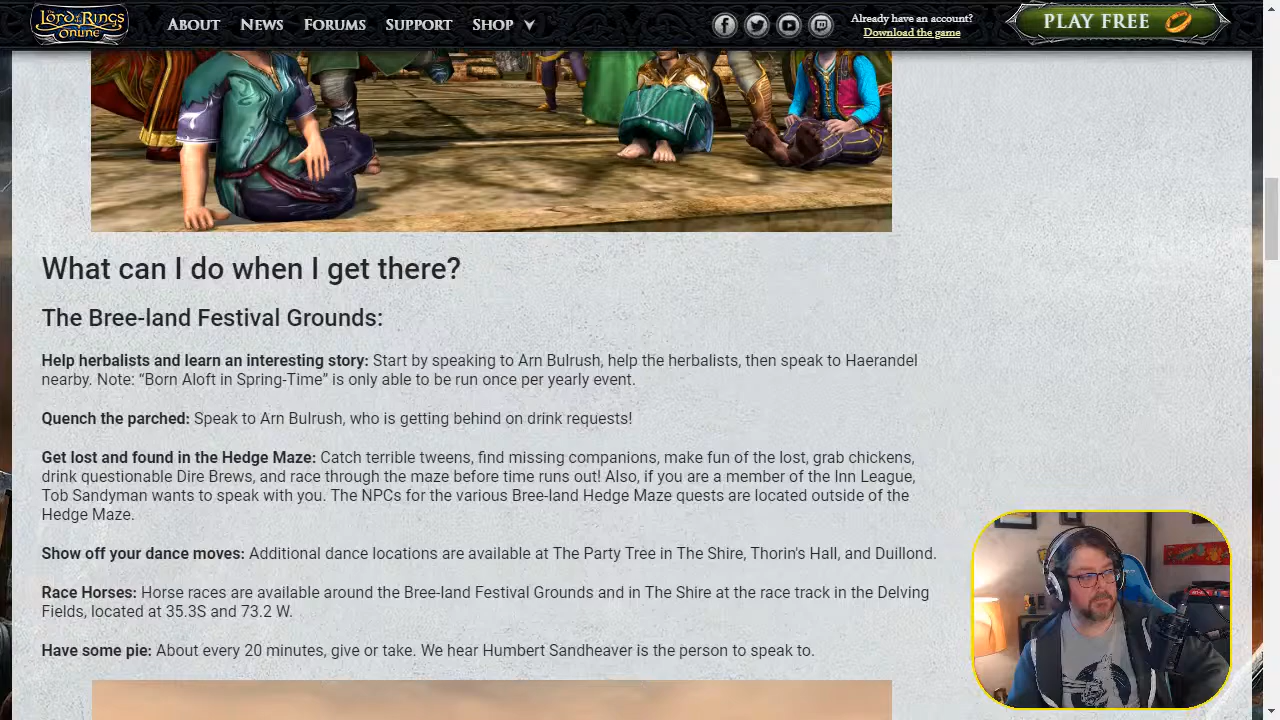 THE LORD OF THE RINGS ONLINE
ABOUT NEWS FORUMS SUPPORT SHOP
Already have an account?
Download the game
PLAY FREE
What can I do when I get there?
The Bree-land Festival Grounds:
Help herbalists and learn an interesting story: Start by speaking to Arn Bulrush, help the herbalists, then speak to Haerandel
nearby. Note: “Born Aloft in Spring-Time” is only able to be run once per yearly event.
Quench the parched: Speak to Arn Bulrush, who is getting behind on drink requests!
Get lost and found in the Hedge Maze: Catch terrible tweens, find missing companions, make fun of the lost, grab chickens,
drink questionable Dire Brews, and race through the maze before time runs out! Also, if you are a member of the Inn League,
Tob Sandyman wants to speak with you. The NPCs for the various Bree-land Hedge Maze quests are located outside of the
Hedge Maze.
Show off your dance moves: Additional dance locations are available at The Party Tree in The Shire, Thorin's Hall, and Duillond.
Race Horses: Horse races are available around the Bree-land Festival Grounds and in The Shire at the race track in the Delving
Fields, located at 35.3S and 73.2 W.
Have some pie: About every 20 minutes, give or take. We hear Humbert Sandheaver is the person to speak to.